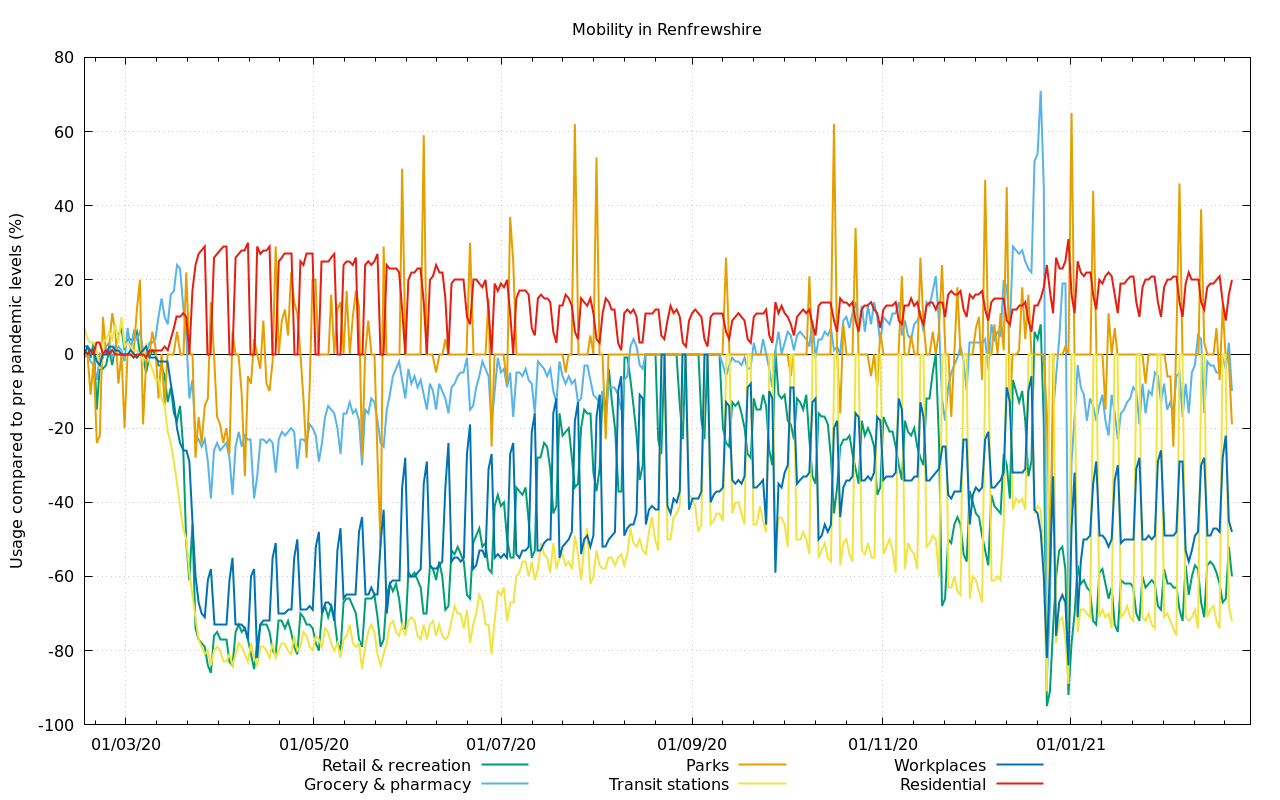 Mobility in Renfrewshire
Usage compared to pre pandemic levels (%)
80
60
40
20
0
-20
-40
-60
-80
-100
01/03/20 01/05/20 01/07/20 01/09/20 01/11/20 01/01/21
Retail & recreation Parks Workplaces
Grocery & pharmacy Transit stations Residential